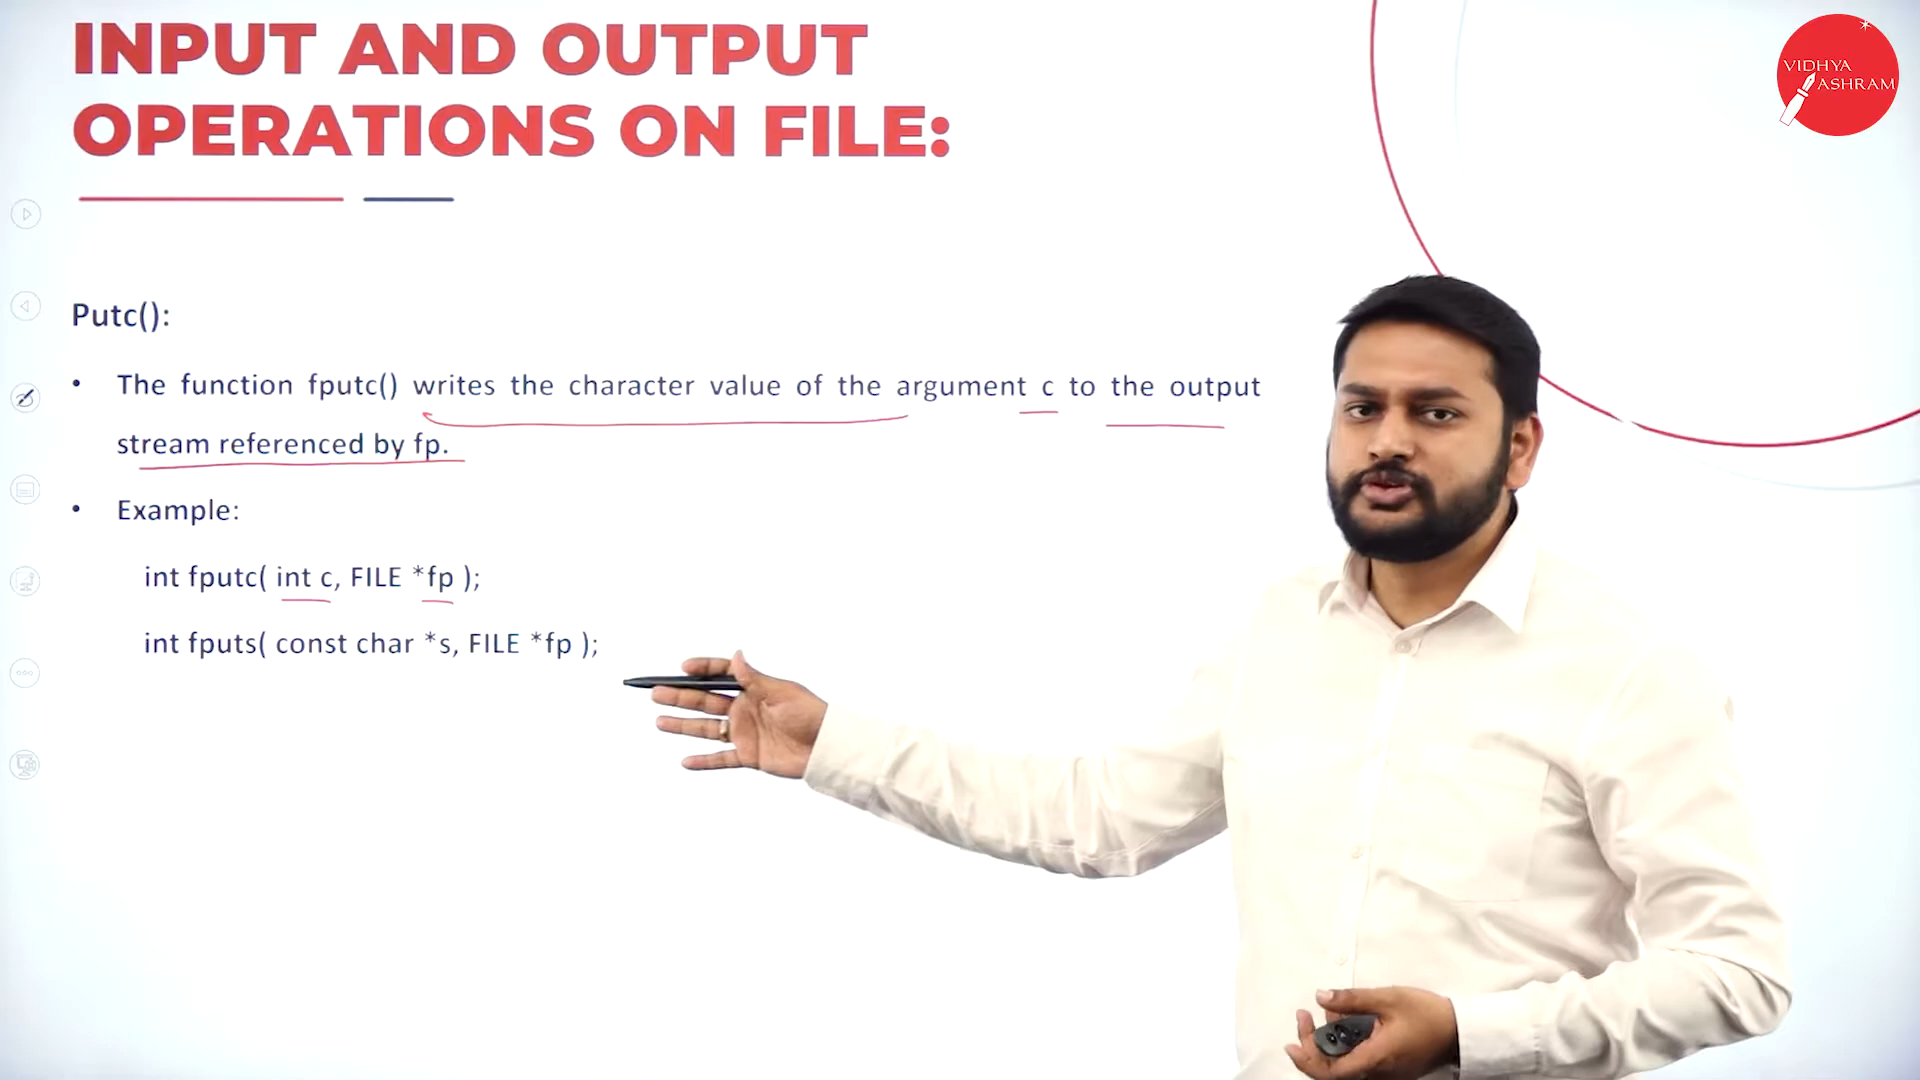 INPUT AND OUTPUT
OPERATIONS ON FILE:
VIDHYA
ASHRAM
Putc():
• The function fputc() writes the character value of the argument c to the output
stream referenced by fp.
• Example:
int fputc( int c, FILE *fp );
int fputs( const char *s, FILE *fp );